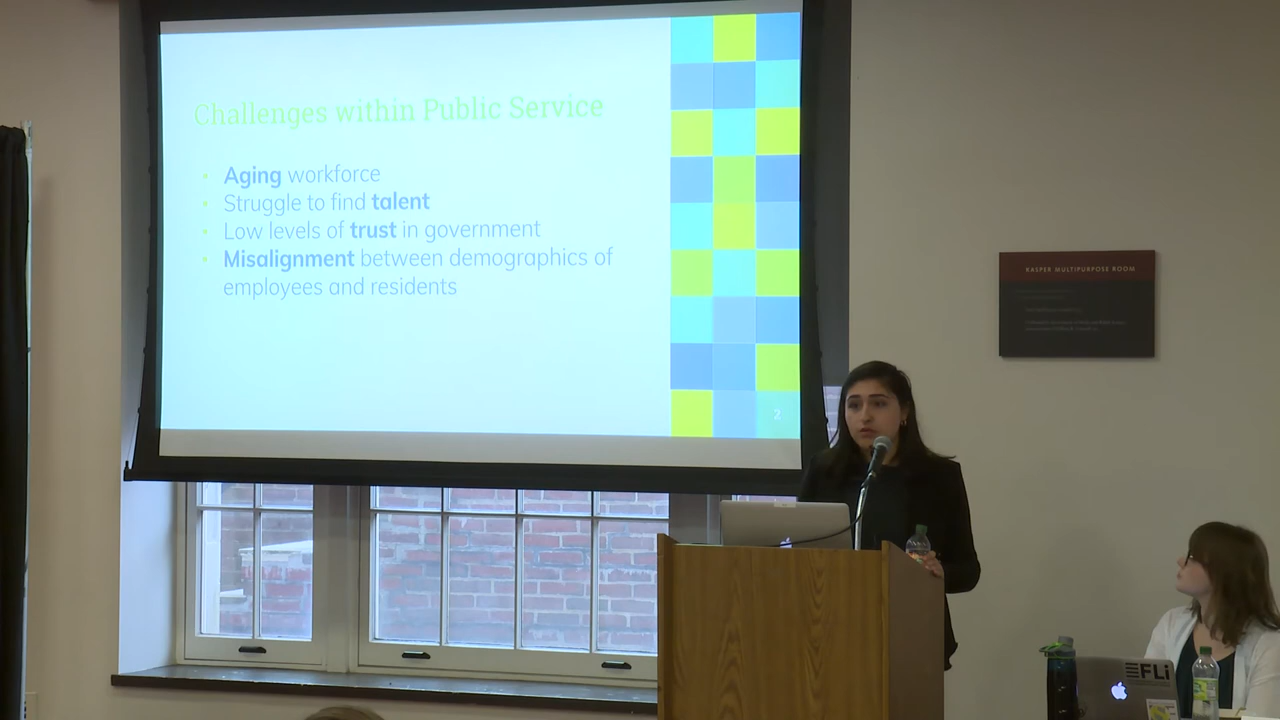 Challenges within Public Service
Aging workforce
Struggle to find talent
Low levels of trust in government
Misalignment between demographics of
employees and residents
2
KASPER MULTIPURPOSE ROOM
FLi